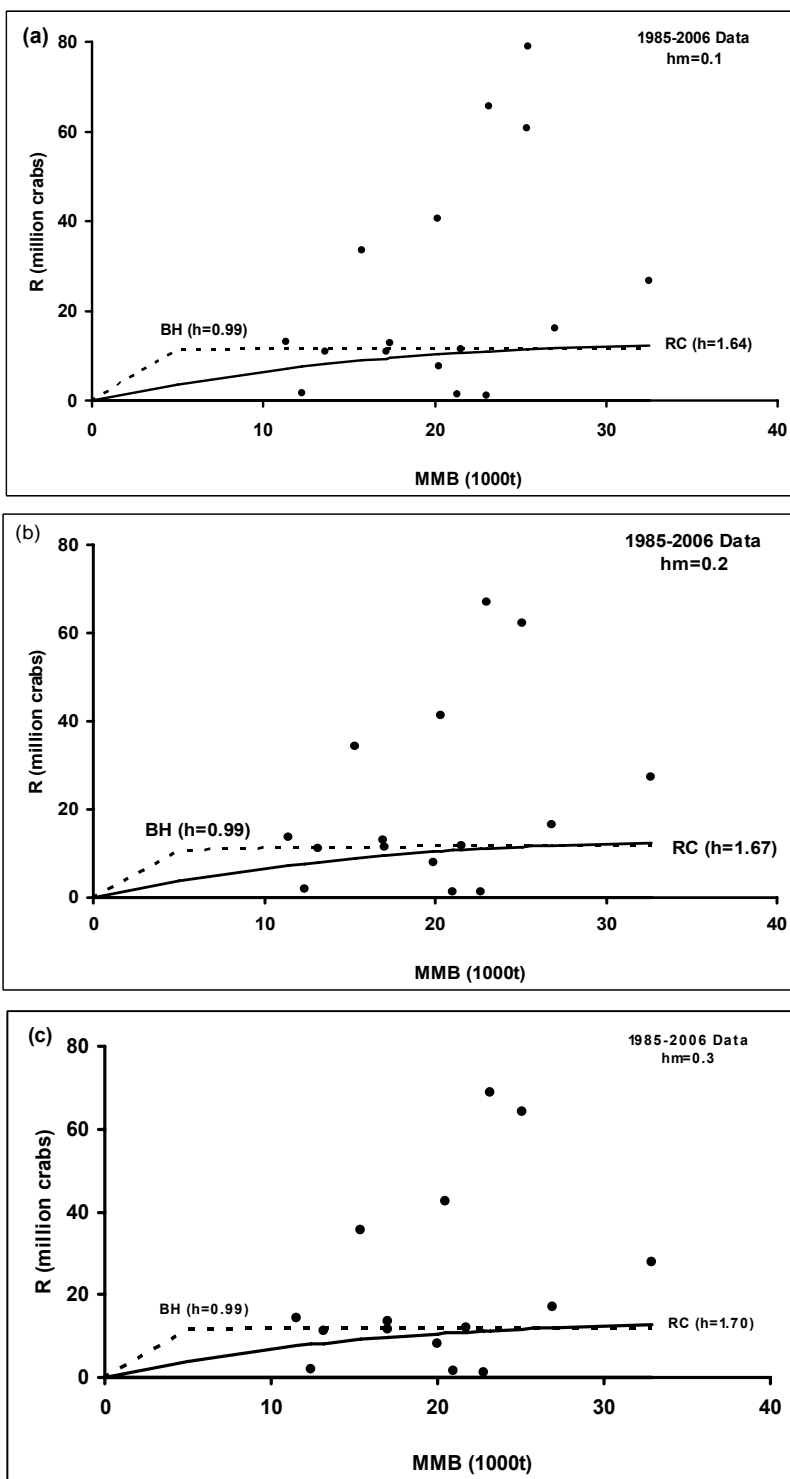 (a)
1985-2006 Data
hm=0.1
80
60
40
20
0
R (million crabs)
BH (h=0.99)
RC (h=1.64)
0 10 20 30 40
MMB (1000t)
(b)
1985-2006 Data
hm=0.2
80
60
40
20
0
R (million crabs)
BH (h=0.99)
RC (h=1.67)
0 10 20 30 40
MMB (1000t)
(c)
1985-2006 Data
hm=0.3
80
60
40
20
0
R (million crabs)
BH (h=0.99)
RC (h=1.70)
0 10 20 30 40
MMB (1000t)